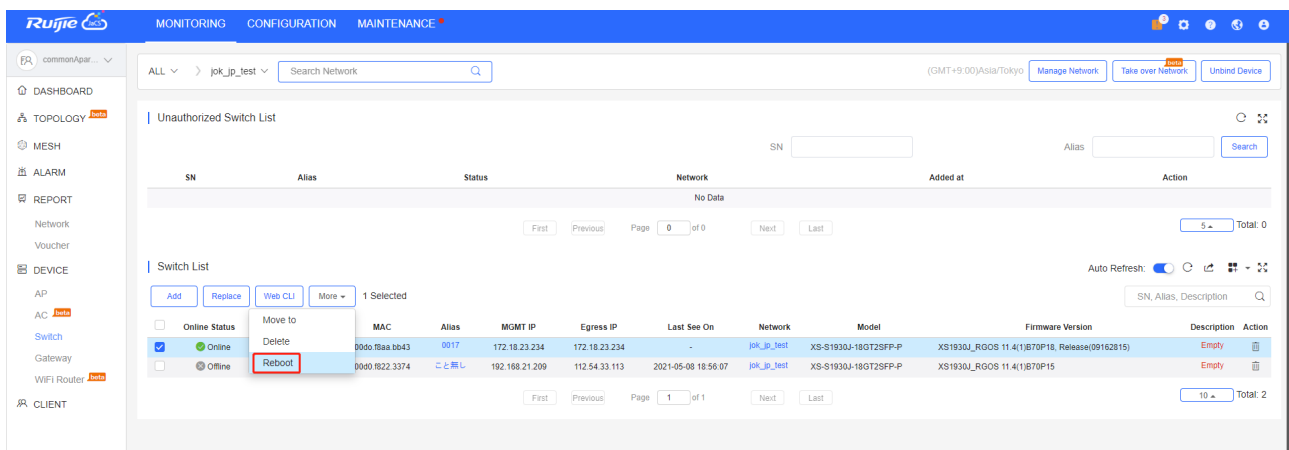 Ruijie JaCS MONITORING CONFIGURATION MAINTENANCE 3
commonApar... ALL jok_jp_test Search Network (GMT+9:00)Asia/Tokyo Manage Network Take over Network beta Unbind Device
DASHBOARD
TOPOLOGY beta
MESH
ALARM
REPORT
Network
Voucher
DEVICE
AP
AC beta
Switch
Gateway
WiFi Router beta
CLIENT
Unauthorized Switch List
SN Alias Search
SN Alias Status Network Added at Action
No Data
First Previous Page 0 of 0 Next Last 5 Total: 0
Switch List Auto Refresh:
Add Replace Web CLI More 1 Selected SN, Alias, Description
Move to
Delete
Reboot
Online Status MAC Alias MGMT IP Egress IP Last See On Network Model Firmware Version Description Action
Online 00d0.f8aa.bb43 0017 172.18.23.234 172.18.23.234 - jok_jp_test XS-S1930J-18GT2SFP-P XS1930J_RGOS 11.4(1)B70P18, Release(09162815) Empty
Offline 00d0.f822.3374 こと無し 192.168.21.209 112.54.33.113 2021-05-08 18:56:07 jok_jp_test XS-S1930J-18GT2SFP-P XS1930J_RGOS 11.4(1)B70P15 Empty
First Previous Page 1 of 1 Next Last 10 Total: 2